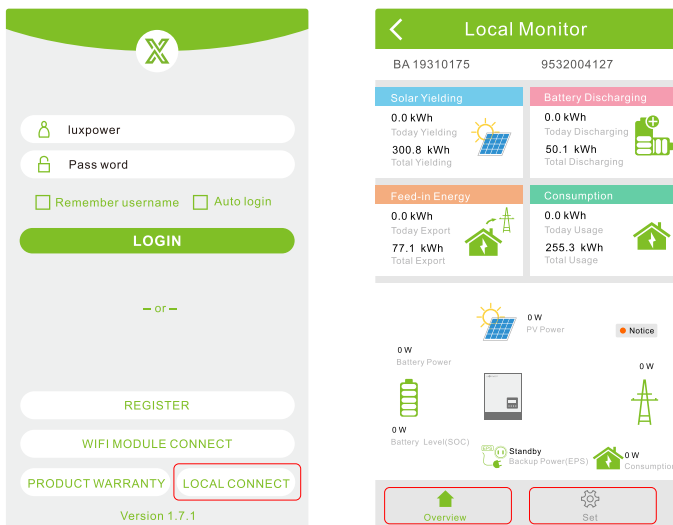 luxpower
Pass word
Remember username Auto login
LOGIN
– or –
REGISTER
WIFI MODULE CONNECT
PRODUCT WARRANTY LOCAL CONNECT
Version 1.7.1
Local Monitor
BA 19310175 9532004127
Solar Yielding
0.0 kWh
Today Yielding
300.8 kWh
Total Yielding
Battery Discharging
0.0 kWh
Today Discharging
50.1 kWh
Total Discharging
Feed-in Energy
0.0 kWh
Today Export
77.1 kWh
Total Export
Consumption
0.0 kWh
Today Usage
255.3 kWh
Total Usage
0 W
PV Power
Notice
0 W
Battery Power
0 W
0 W
Battery Level(SOC)
EPS
Standby
Backup Power(EPS)
0 W
Consumption
Overview
Set